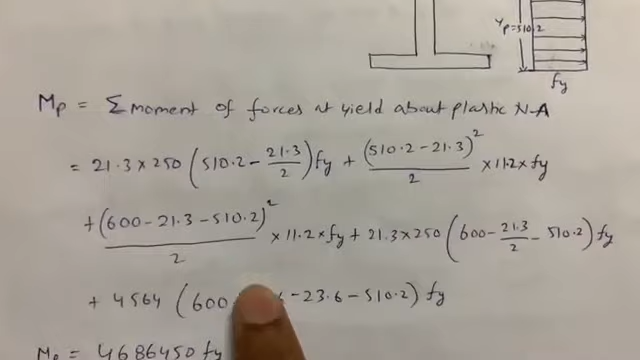 Yp=510.2
fy
Mp = Σ moment of forces at yield about plastic N-A
= 21.3 × 250 (510.2 - 21.3/2) fy + (510.2 - 21.3)²/2 × 11.2 × fy
+ (600 - 21.3 - 510.2)²/2 × 11.2 × fy + 21.3 × 250 (600 - 21.3/2 - 510.2) fy
+ 4564 (600 6 - 23.6 - 510.2) fy
Mp = 4686450 fy